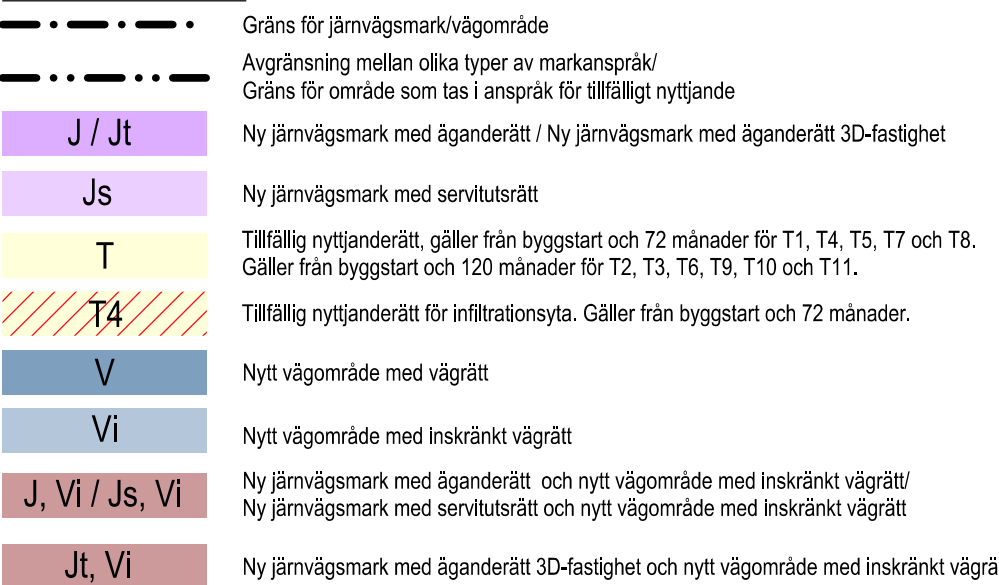 Gräns för järnvägsmark/vägområde
Avgränsning mellan olika typer av markanspråk/
Gräns för område som tas i anspråk för tillfälligt nyttjande
J / Jt Ny järnvägsmark med äganderätt / Ny järnvägsmark med äganderätt 3D-fastighet
Js Ny järnvägsmark med servitutsrätt
T Tillfällig nyttjanderätt, gäller från byggstart och 72 månader för T1, T4, T5, T7 och T8.
Gäller från byggstart och 120 månader för T2, T3, T6, T9, T10 och T11.
T4 Tillfällig nyttjanderätt för infiltrationsyta. Gäller från byggstart och 72 månader.
V Nytt vägområde med vägrätt
Vi Nytt vägområde med inskränkt vägrätt
J, Vi / Js, Vi Ny järnvägsmark med äganderätt och nytt vägområde med inskränkt vägrätt/
Ny järnvägsmark med servitutsrätt och nytt vägområde med inskränkt vägrätt
Jt, Vi Ny järnvägsmark med äganderätt 3D-fastighet och nytt vägområde med inskränkt vägrä